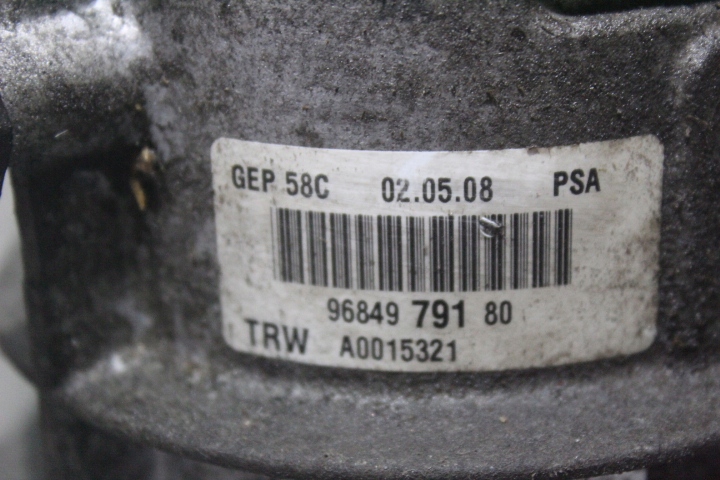 GEP 58C 02.05.08 PSA
96849 791 80
TRW A0015321